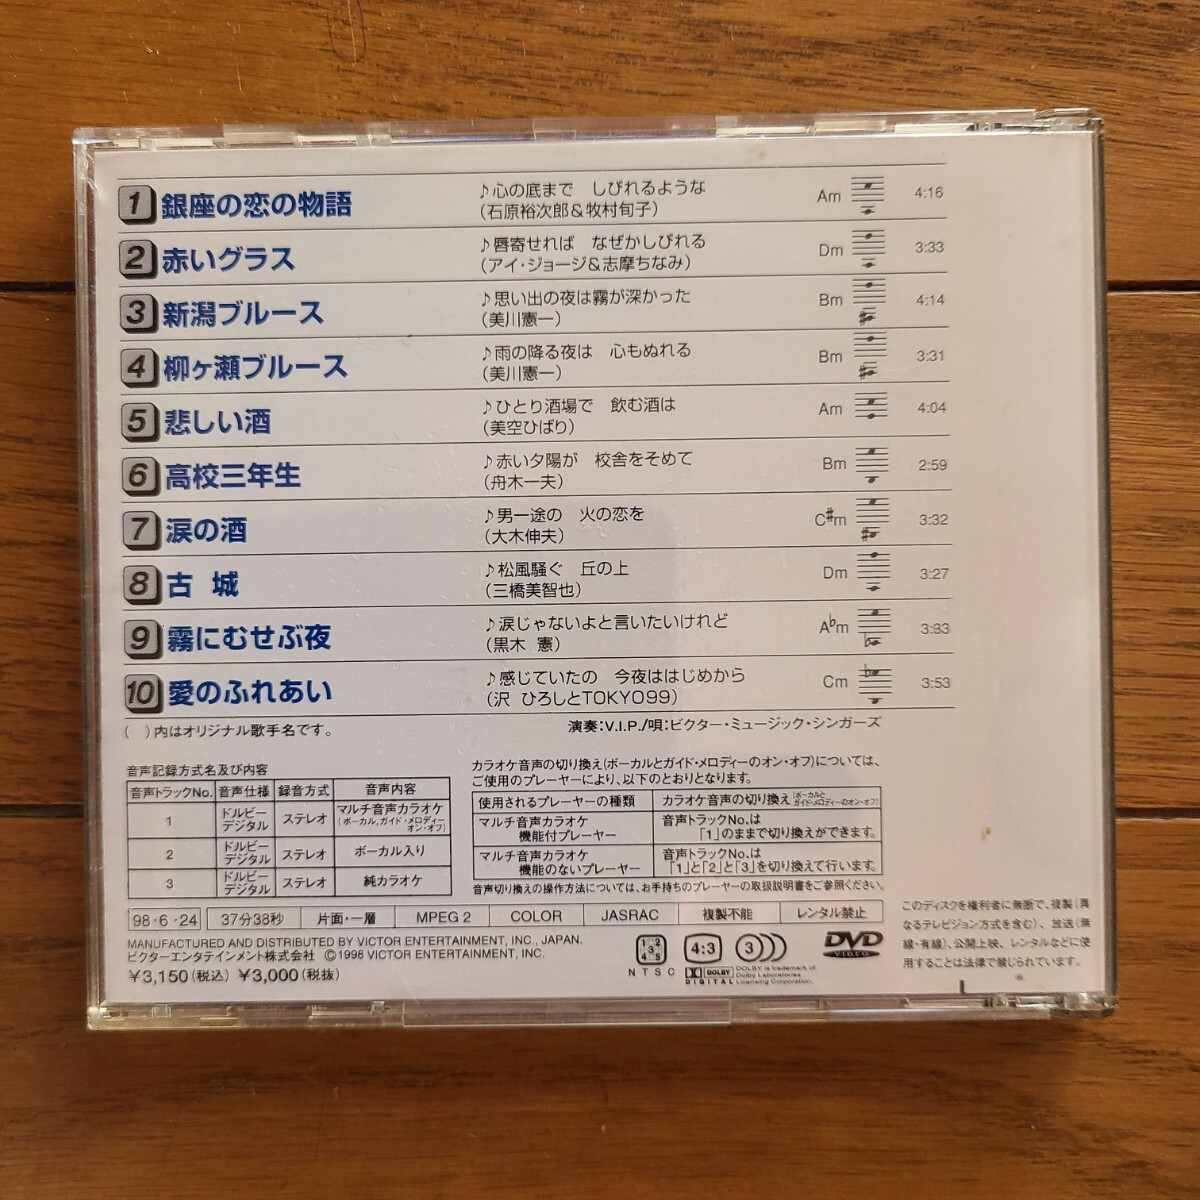 1 銀座の恋の物語 ♪心の底まで しびれるような (石原裕次郎&牧村旬子) Am 4:16
2 赤いグラス ♪唇寄せれば なぜかしびれる (アイ・ジョージ&志摩ちなみ) Dm 3:33
3 新潟ブルース ♪思い出の夜は霧が深かった (美川憲一) Bm 4:14
4 柳ヶ瀬ブルース ♪雨の降る夜は 心もぬれる (美川憲一) Bm 3:31
5 悲しい酒 ♪ひとり酒場で 飲む酒は (美空ひばり) Am 4:04
6 高校三年生 ♪赤い夕陽が 校舎をそめて (舟木一夫) Bm 2:59
7 涙の酒 ♪男一途の 火の恋を (大木伸夫) C#m 3:32
8 古城 ♪松風騒ぐ 丘の上 (三橋美智也) Dm 3:27
9 霧にむせぶ夜 ♪涙じゃないよと言いたいけれど (黒木 憲) A♭m 3:33
10 愛のふれあい ♪感じていたの 今夜ははじめから (沢 ひろしとTOKYO99) Cm 3:53
( )内はオリジナル歌手名です。 演奏:V.I.P./唄:ビクター・ミュージック・シンガーズ
音声記録方式名及び内容
音声トラックNo. 音声仕様 録音方式 音声内容
1 ドルビーデジタル ステレオ マルチ音声カラオケ (ボーカル,ガイド・メロディーオン・オフ)
2 ドルビーデジタル ステレオ ボーカル入り
3 ドルビーデジタル ステレオ 純カラオケ
カラオケ音声の切り換え(ボーカルとガイド・メロディーのオン・オフ)については、
ご使用のプレーヤーにより、以下のとおりとなります。
使用されるプレーヤーの種類 カラオケ音声の切り換え(ボーカルとガイド・メロディーのオン・オフ)
マルチ音声カラオケ機能付プレーヤー 音声トラックNo.は「1」のままで切り換えができます。
マルチ音声カラオケ機能のないプレーヤー 音声トラックNo.は「1」と「2」と「3」を切り換えて行います。
音声切り換えの操作方法については、お手持ちのプレーヤーの取扱説明書をご参照ください。
98・6・24 37分38秒 片面・一層 MPEG 2 COLOR JASRAC 複製不能 レンタル禁止
MANUFACTURED AND DISTRIBUTED BY VICTOR ENTERTAINMENT, INC., JAPAN.
ビクターエンタテインメント株式会社 ©1998 VICTOR ENTERTAINMENT, INC.
¥3,150(税込) ¥3,000(税抜)
1 3 2 4 5
NTSC
4:3
3
DOLBY DIGITAL
DOLBY is trademark of
Dolby Laboratories
Licensing Corporation.
DVD VIDEO
このディスクを権利者に無断で、複製(異
なるテレビジョン方式を含む)、放送(無
線・有線)、公開上映、レンタルなどに使
用することは法律で禁じられています。